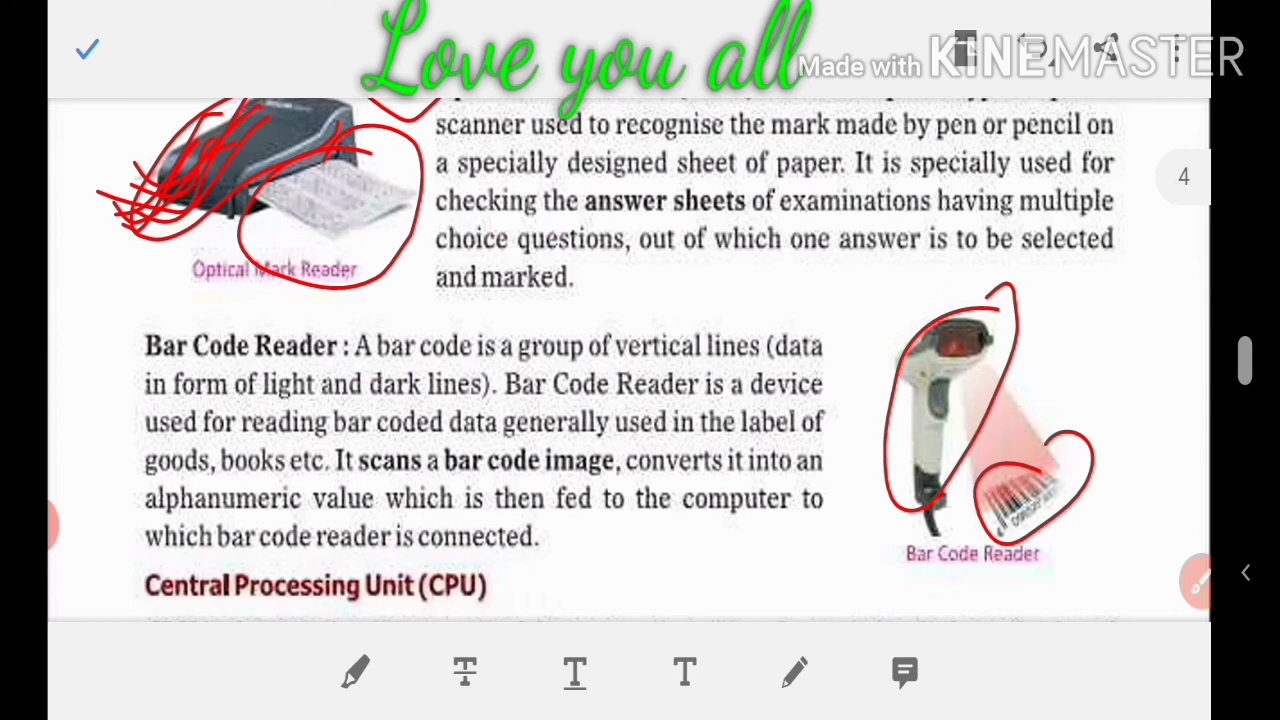 Love you all
Made with KINEMASTER
scanner used to recognise the mark made by pen or pencil on
a specially designed sheet of paper. It is specially used for
4
checking the answer sheets of examinations having multiple
choice questions, out of which one answer is to be selected
and marked.
Optical Mark Reader
Bar Code Reader : A bar code is a group of vertical lines (data
in form of light and dark lines). Bar Code Reader is a device
used for reading bar coded data generally used in the label of
goods, books etc. It scans a bar code image, converts it into an
alphanumeric value which is then fed to the computer to
which bar code reader is connected.
Bar Code Reader
Central Processing Unit (CPU)
T
T
T